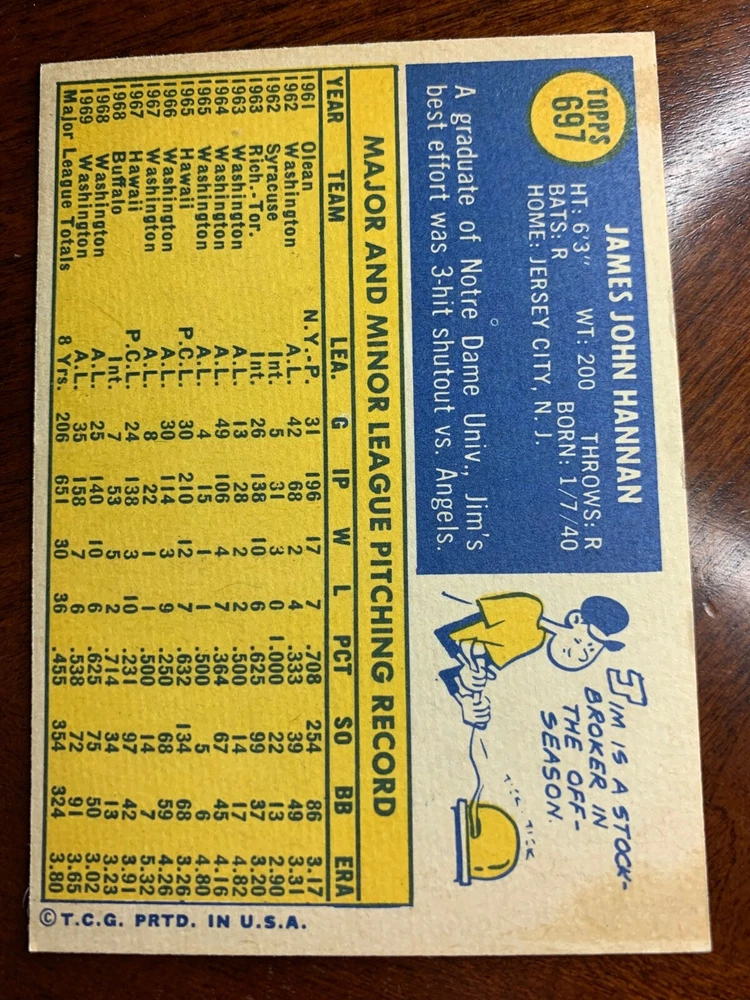 TOPPS
697
JAMES JOHN HANNAN
HT: 6'3" WT: 200 THROWS: R
BATS: R BORN: 1/7/40
HOME: JERSEY CITY, N. J.
A graduate of Notre Dame Univ., Jim's
best effort was 3-hit shutout vs. Angels.
JIM IS A STOCK-
BROKER IN
THE OFF-
SEASON.
TICK TICK
MAJOR AND MINOR LEAGUE PITCHING RECORD
YEAR TEAM LEA. G IP W L PCT SO BB ERA
1961 Olean N.Y.-P. 31 196 17 7 .708 254 86 3.17
1962 Washington A.L. 42 68 2 4 .333 39 49 3.31
1962 Syracuse Int. 5 31 3 0 1.000 22 13 2.90
1963 Rich.-Tor. Int. 26 138 10 6 .625 99 37 3.20
1963 Washington A.L. 13 28 2 2 .500 14 17 4.82
1964 Washington A.L. 49 106 4 7 .364 67 45 4.16
1965 Washington A.L. 4 15 1 1 .500 5 6 4.80
1965 Hawaii P.C.L. 30 210 12 7 .632 134 68 3.26
1966 Washington A.L. 30 114 3 9 .250 68 59 4.26
1967 Washington A.L. 8 22 1 1 .500 14 7 5.32
1967 Hawaii P.C.L. 24 138 3 10 .231 97 42 3.91
1968 Buffalo Int. 7 53 5 2 .714 34 13 3.23
1968 Washington A.L. 25 140 10 6 .625 75 50 3.02
1969 Washington A.L. 35 158 7 6 .538 72 91 3.65
Major League Totals 8 Yrs. 206 651 30 36 .455 354 324 3.80
© T.C.G. PRTD. IN U.S.A.